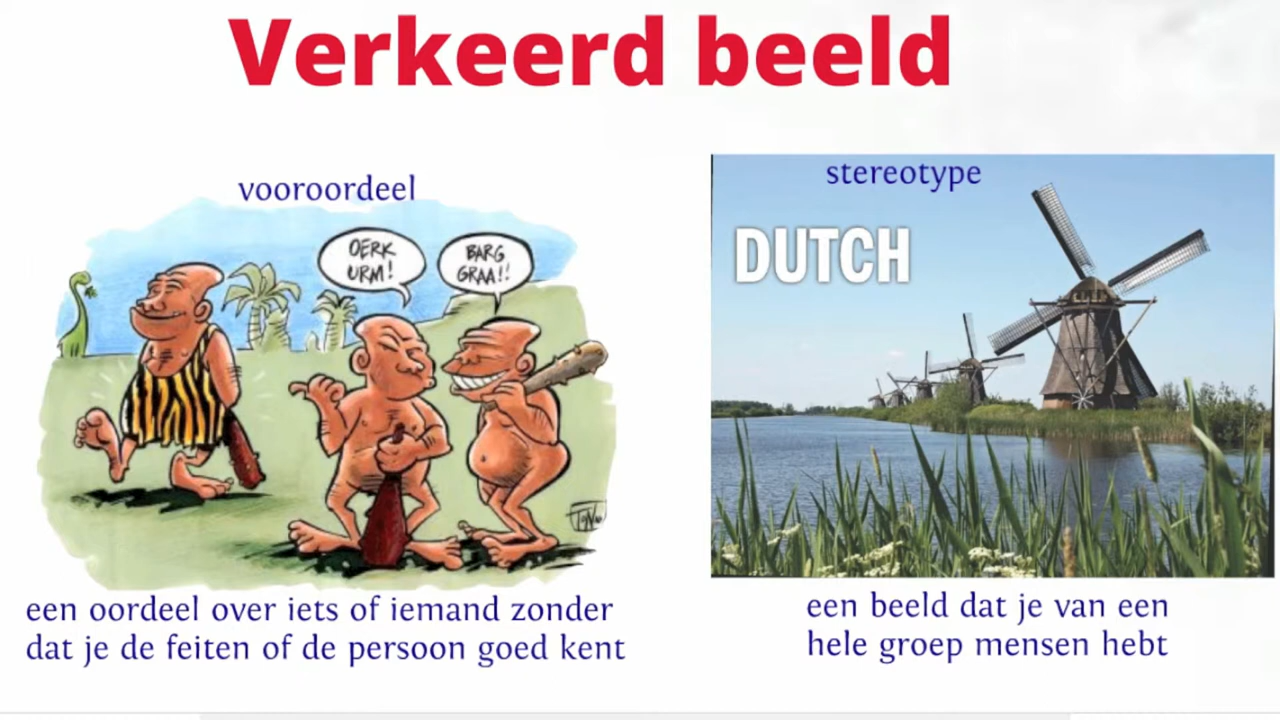 Verkeerd beeld
vooroordeel
OERK
URM!
BARG
GRAA!!
een oordeel over iets of iemand zonder
dat je de feiten of de persoon goed kent
stereotype
DUTCH
een beeld dat je van een
hele groep mensen hebt